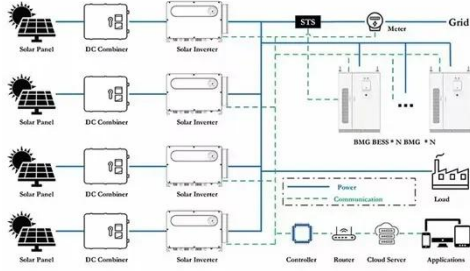 STS
Grid
Meter
Solar Panel
DC Combiner
Solar Inverter
BMG BESS * N BMG * N
Solar Panel
DC Combiner
Solar Inverter
Solar Panel
DC Combiner
Solar Inverter
Power
Communication
Load
Solar Panel
DC Combiner
Solar Inverter
Controller
Router
Cloud Server
Applications